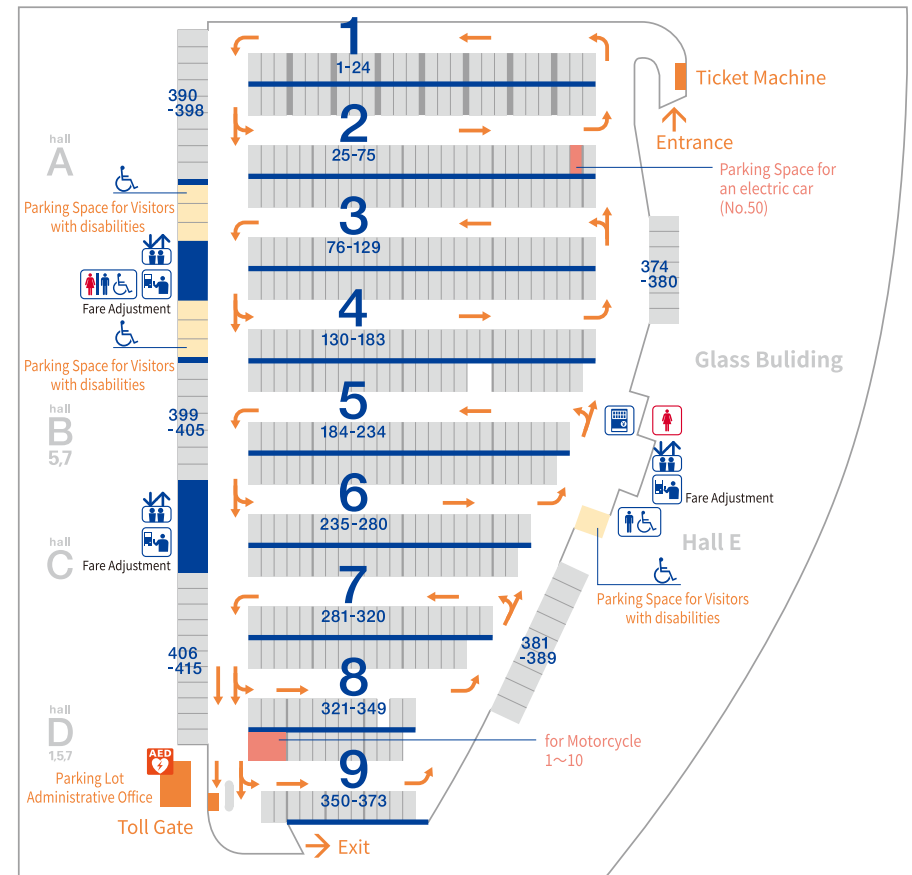 1
1-24
Ticket Machine
390
-398
2
Entrance
hall
A
25-75
Parking Space for
an electric car
(No.50)
Parking Space for Visitors
with disabilities
3
76-129
374
-380
Fare Adjustment
4
130-183
Parking Space for Visitors
with disabilities
Glass Buliding
5
184-234
399
-405
hall
B
5,7
6
235-280
Fare Adjustment
Hall E
hall
C
Fare Adjustment
7
281-320
Parking Space for Visitors
with disabilities
381
-389
406
-415
8
321-349
hall
D
1,5,7
for Motorcycle
1〜10
AED
9
350-373
Parking Lot
Administrative Office
Toll Gate
Exit